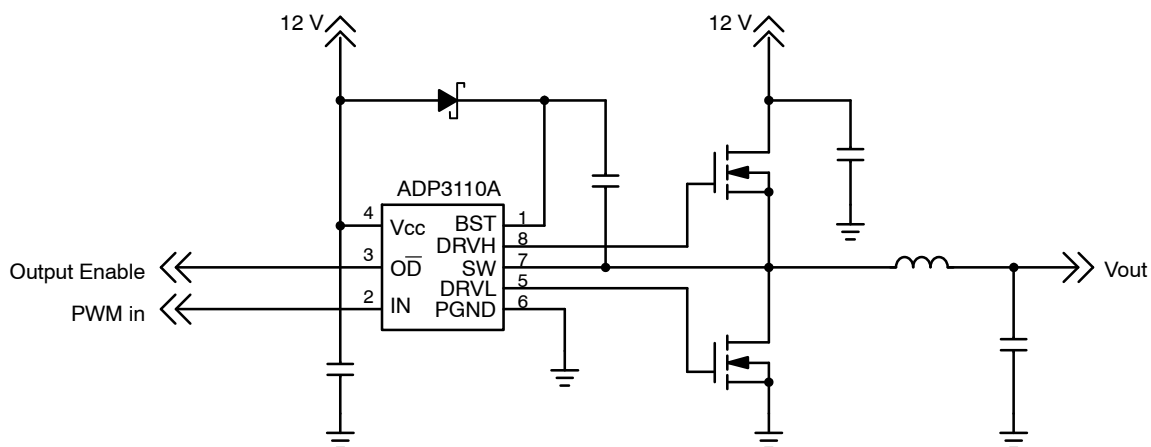 12 V
12 V
ADP3110A
4
Vcc
BST
1
DRVH
8
Output Enable
3
OD̅
SW
7
Vout
DRVL
5
PWM in
2
IN
PGND
6